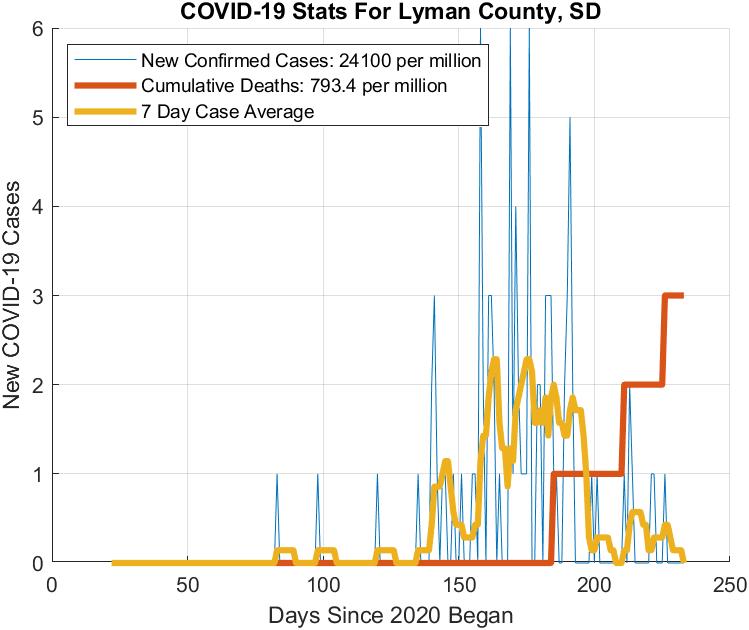 COVID-19 Stats For Lyman County, SD
New Confirmed Cases: 24100 per million
Cumulative Deaths: 793.4 per million
7 Day Case Average
New COVID-19 Cases
6
5
4
3
2
1
0
0 50 100 150 200 250
Days Since 2020 Began